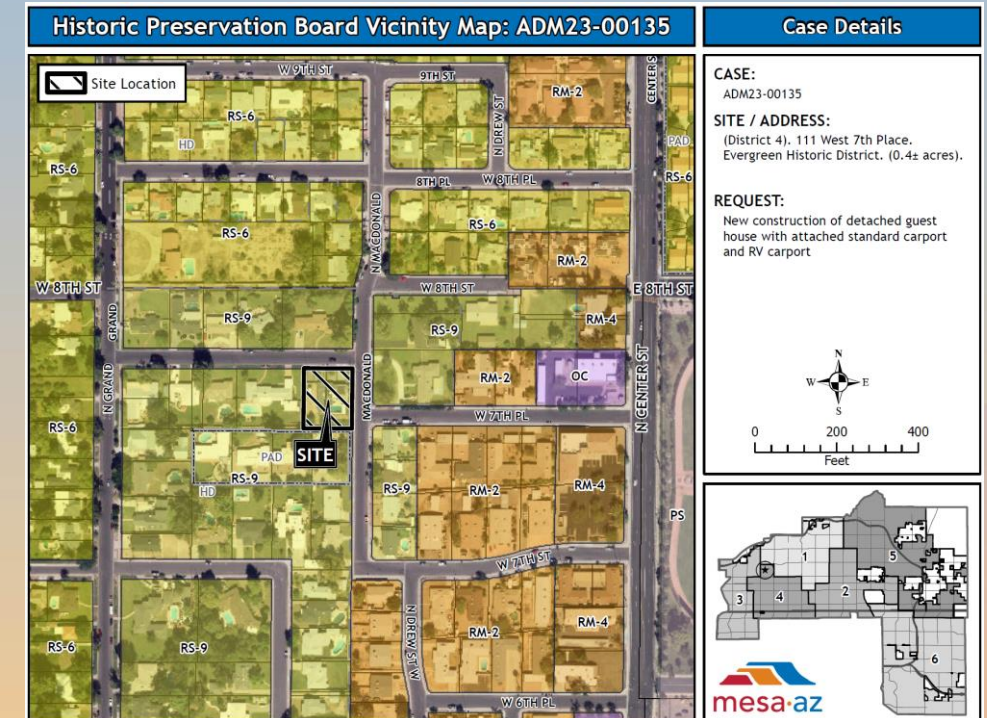 Historic Preservation Board Vicinity Map: ADM23-00135
Case Details
Site Location
W 9TH ST
9TH ST
CENTER S
RM-2
RS-6
HD
N DREW ST
PAD
RS-6
RS-6
8TH PL
W 8TH PL
N MACDONALD
RS-6
RS-6
RM-2
W 8TH ST
W 8TH ST
E 8TH ST
GRAND
RS-9
RS-9
RM-4
N GRAND
MACDONALD
RM-2
OC
N CENTER ST
W 7TH PL
RS-6
SITE
PAD
RS-9
HD
RS-9
RM-2
RM-4
PS
W 7TH ST
N DREW ST W
RS-6
RS-9
RM-2
RM-4
W 6TH PL
CASE:
ADM23-00135
SITE / ADDRESS:
(District 4). 111 West 7th Place.
Evergreen Historic District. (0.4± acres).
REQUEST:
New construction of detached guest
house with attached standard carport
and RV carport
N
W E
S
0 200 400
Feet
1
5
2
3
4
6
mesa·az